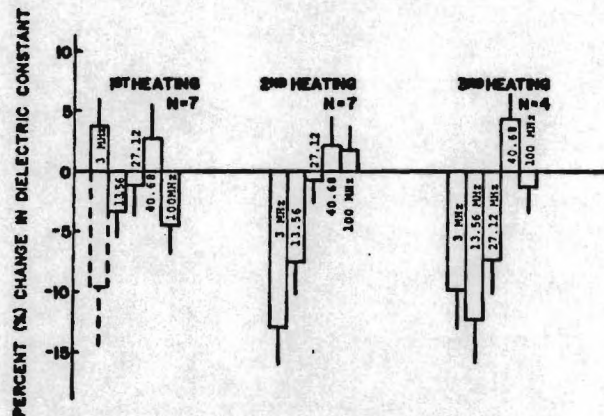 PERCENT (%) CHANGE IN DIELECTRIC CONSTANT
10
5
0
-5
-10
-15
1ST HEATING
N=7
3 MHz
13.56
27.12
40.68
100MHz
2ND HEATING
N=7
3 MHz
13.56
27.12
40.68
100 MHz
3RD HEATING
N=4
3 MHz
13.56 MHz
27.12 MHz
40.68
100 MHz